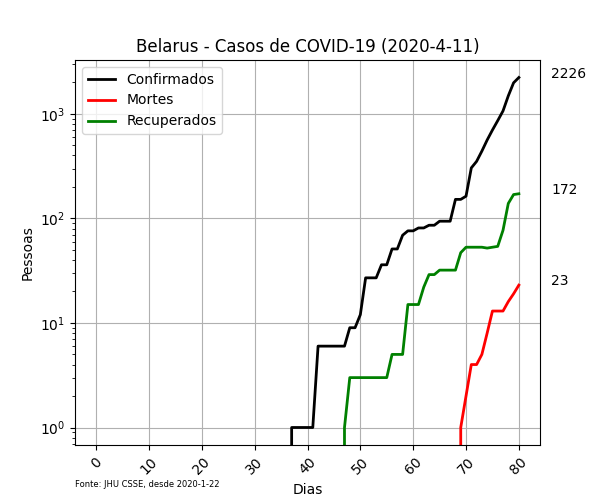 Belarus - Casos de COVID-19 (2020-4-11)
Confirmados
Mortes
Recuperados
2226
172
23
Pessoas
10³
10²
10¹
10⁰
0 10 20 30 40 50 60 70 80
Dias
Fonte: JHU CSSE, desde 2020-1-22